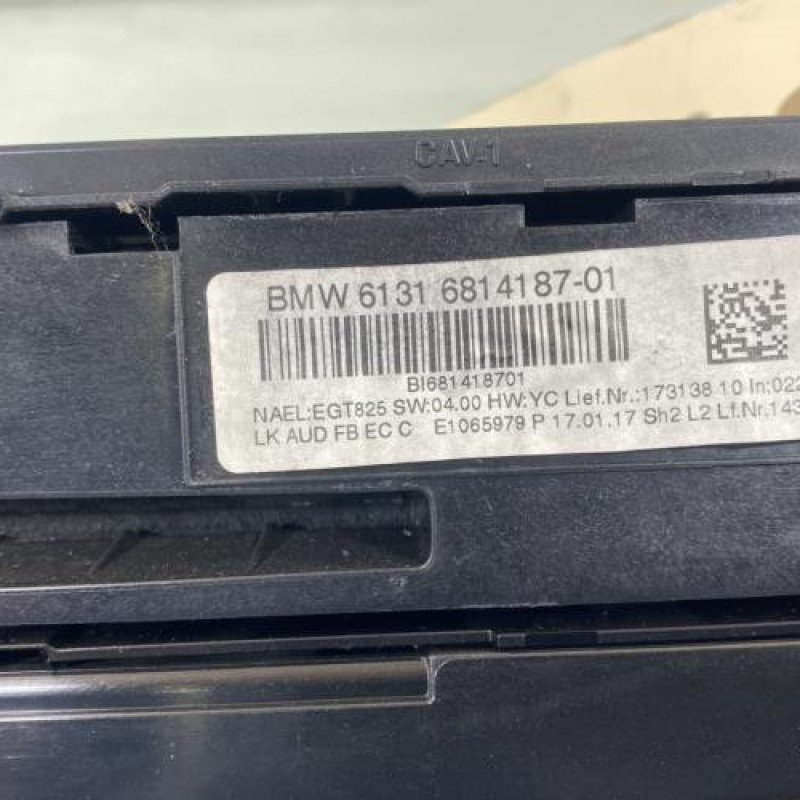 CAV-1
BMW 6131 6814187-01
BI681418701
NAEL:EGT825 SW:04.00 HW:YC Lief.Nr.:173138 10 In:022
LK AUD FB EC C E1065979 P 17.01.17 Sh2 L2 Lf.Nr.143